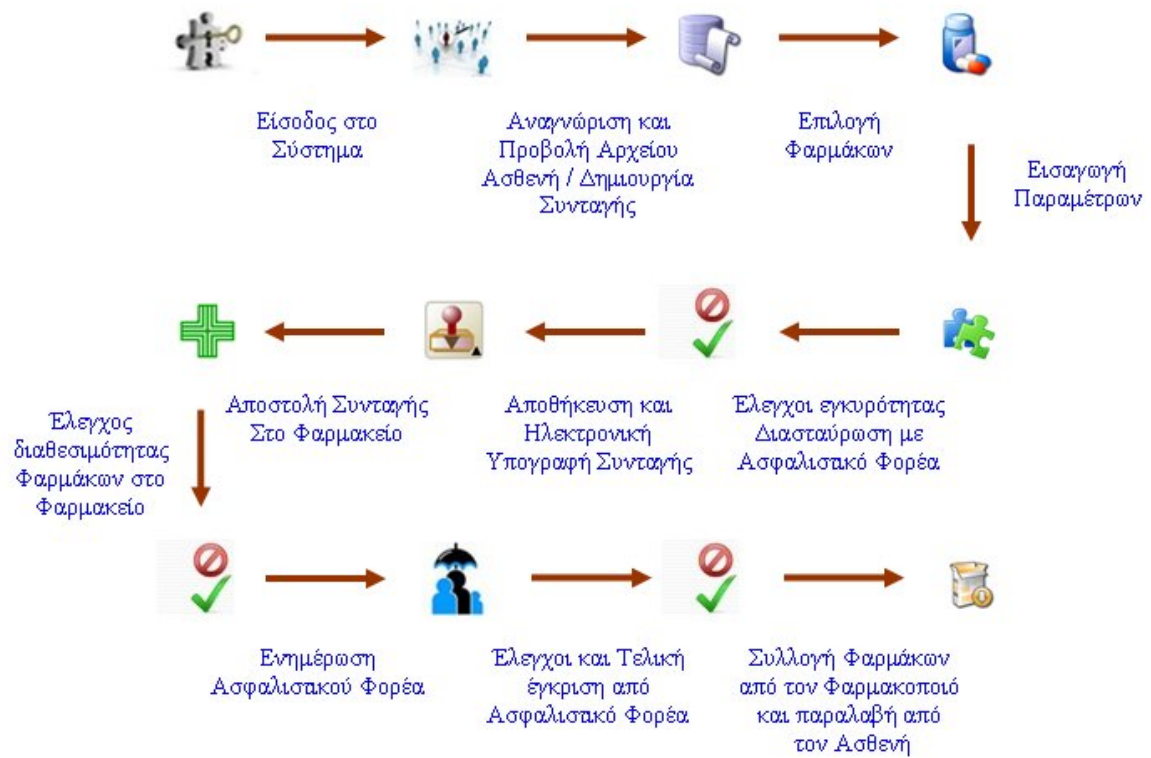 Είσοδος στο
Σύστημα
Αναγνώριση και
Προβολή Αρχείου
Ασθενή / Δημιουργία
Συνταγής
Επιλογή
Φαρμάκων
Εισαγωγή
Παραμέτρων
Έλεγχοι εγκυρότητας
Διασταύρωση με
Ασφαλιστικό Φορέα
Αποθήκευση και
Ηλεκτρονική
Υπογραφή Συνταγής
Αποστολή Συνταγής
Στο Φαρμακείο
Έλεγχος
διαθεσιμότητας
Φαρμάκων στο
Φαρμακείο
Ενημέρωση
Ασφαλιστικού Φορέα
Έλεγχοι και Τελική
έγκριση από
Ασφαλιστικό Φορέα
Συλλογή Φαρμάκων
από τον Φαρμακοποιό
και παραλαβή από
τον Ασθενή